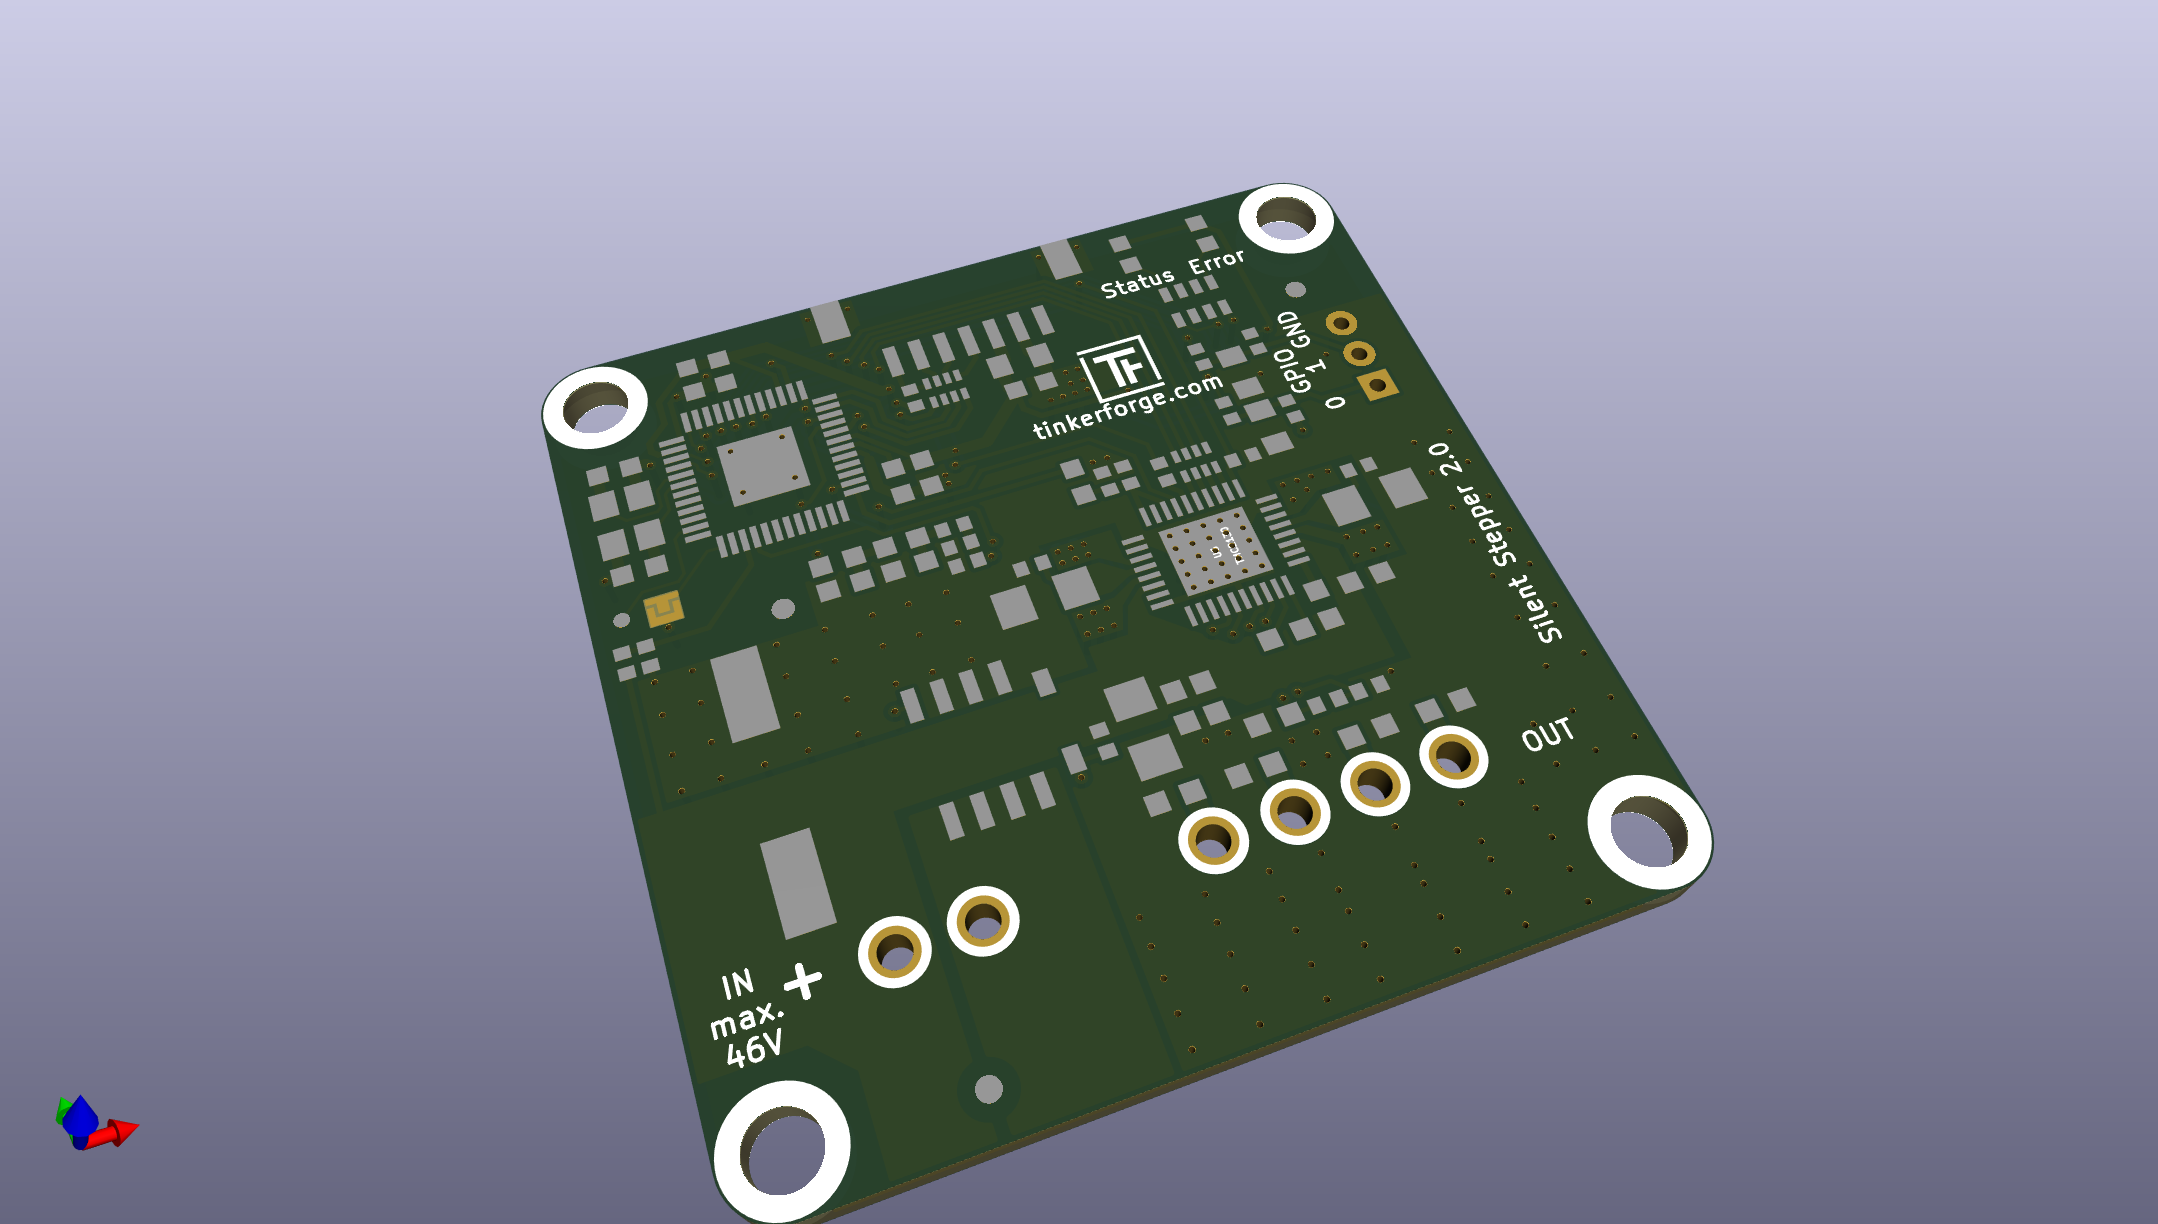 Status Error
TF
tinkerforge.com
GND
1
GPIO
0
Silent Stepper 2.0
OUT
IN +
max.
46V